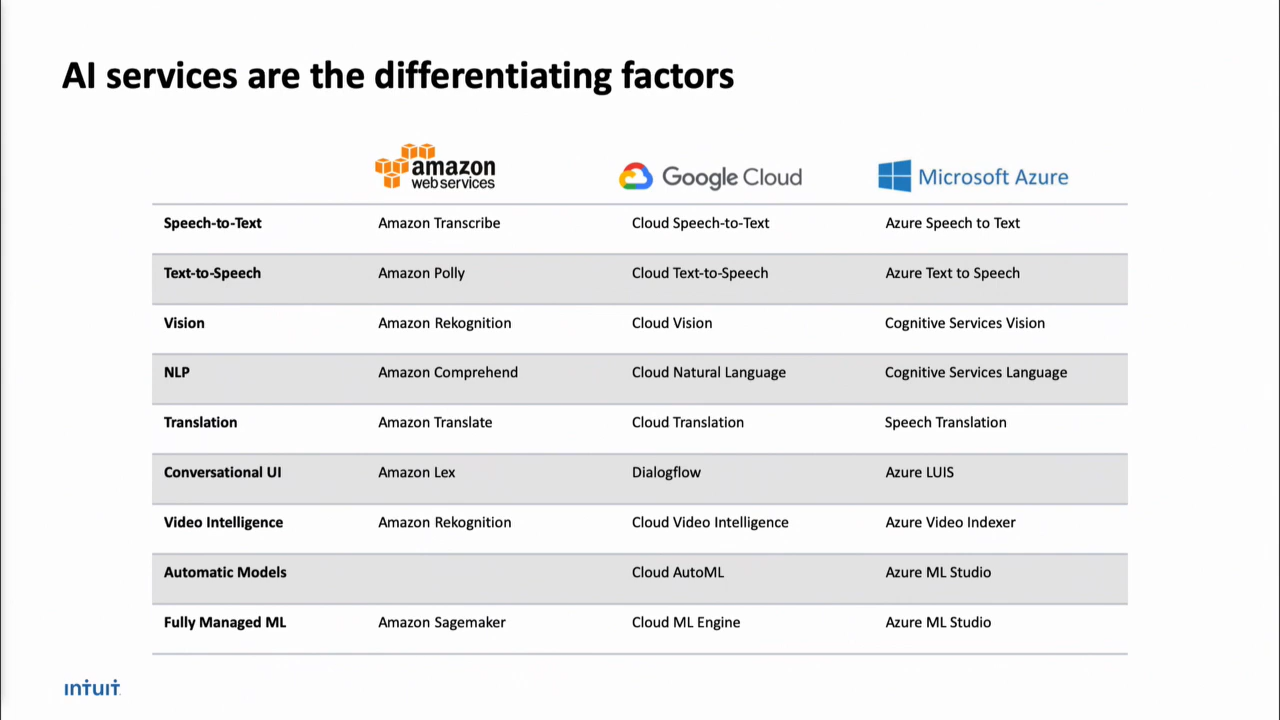 AI services are the differentiating factors
amazon
web services
Google Cloud
Microsoft Azure
Speech-to-Text Amazon Transcribe Cloud Speech-to-Text Azure Speech to Text
Text-to-Speech Amazon Polly Cloud Text-to-Speech Azure Text to Speech
Vision Amazon Rekognition Cloud Vision Cognitive Services Vision
NLP Amazon Comprehend Cloud Natural Language Cognitive Services Language
Translation Amazon Translate Cloud Translation Speech Translation
Conversational UI Amazon Lex Dialogflow Azure LUIS
Video Intelligence Amazon Rekognition Cloud Video Intelligence Azure Video Indexer
Automatic Models Cloud AutoML Azure ML Studio
Fully Managed ML Amazon Sagemaker Cloud ML Engine Azure ML Studio
intuit